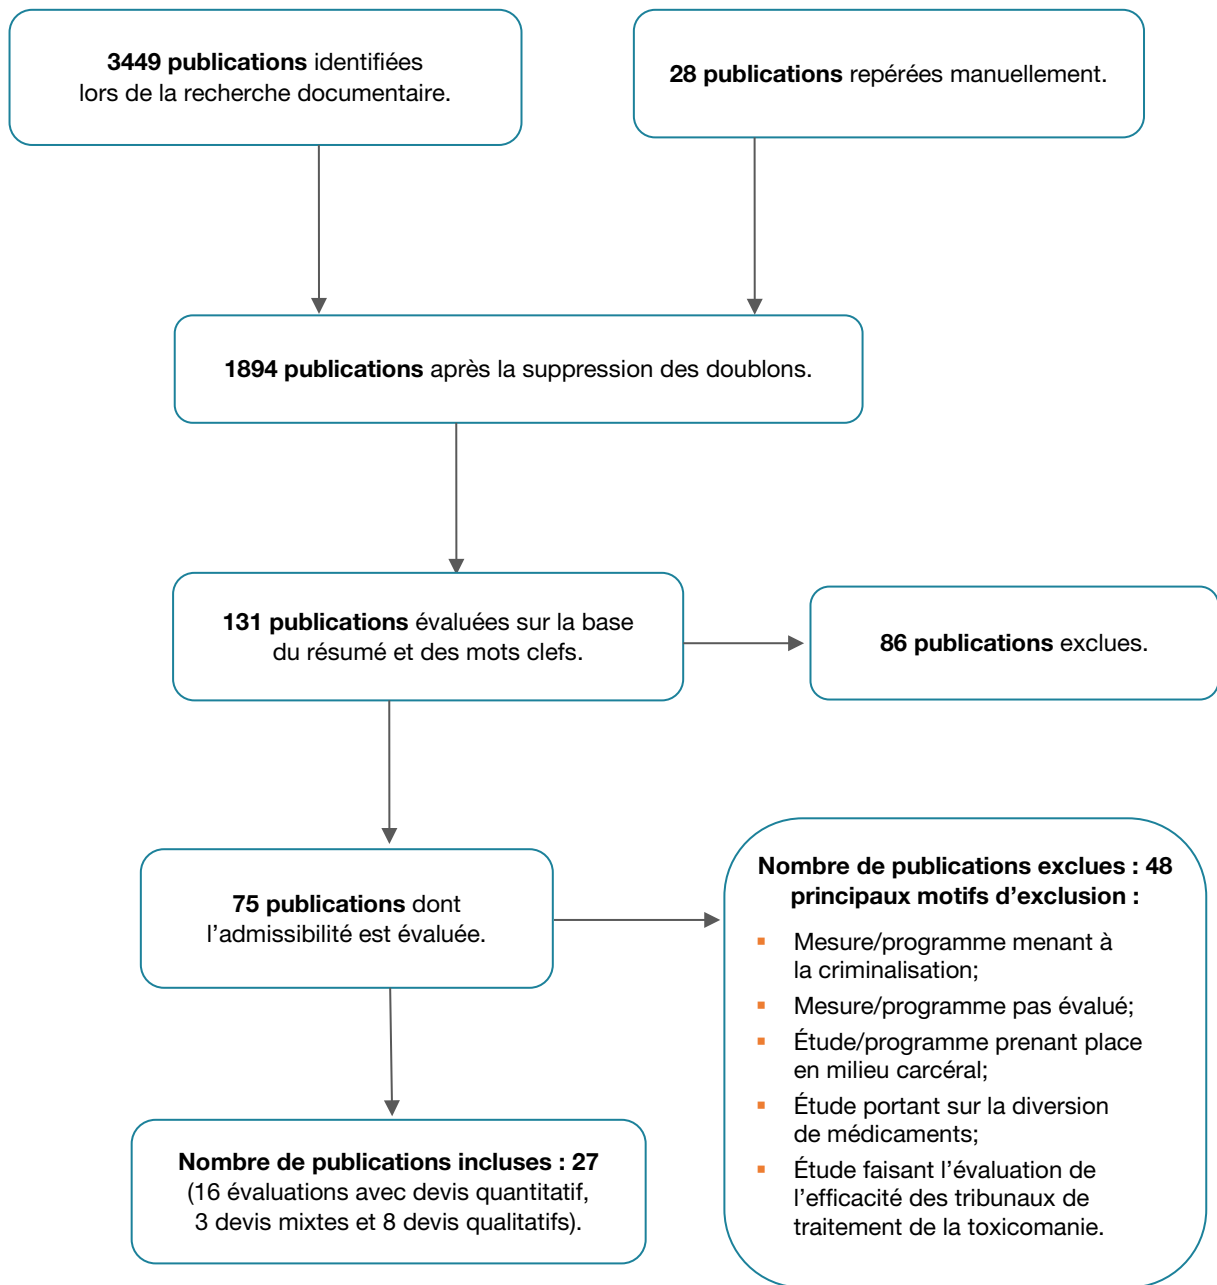 3449 publications identifiées
lors de la recherche documentaire.
28 publications repérées manuellement.
1894 publications après la suppression des doublons.
131 publications évaluées sur la base
du résumé et des mots clefs.
86 publications exclues.
75 publications dont
l’admissibilité est évaluée.
Nombre de publications exclues : 48
principaux motifs d’exclusion :
▪ Mesure/programme menant à
la criminalisation;
▪ Mesure/programme pas évalué;
▪ Étude/programme prenant place
en milieu carcéral;
▪ Étude portant sur la diversion
de médicaments;
▪ Étude faisant l’évaluation de
l’efficacité des tribunaux de
traitement de la toxicomanie.
Nombre de publications incluses : 27
(16 évaluations avec devis quantitatif,
3 devis mixtes et 8 devis qualitatifs).